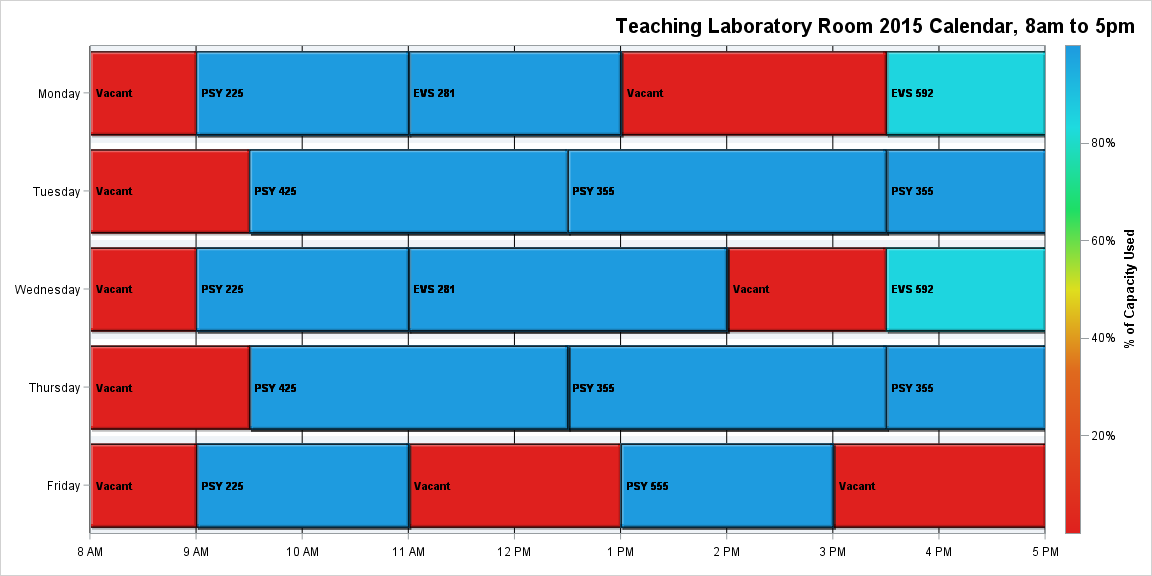 Teaching Laboratory Room 2015 Calendar, 8am to 5pm
Monday
Vacant
PSY 225
EVS 281
Vacant
EVS 592
Tuesday
Vacant
PSY 425
PSY 355
PSY 355
Wednesday
Vacant
PSY 225
EVS 281
Vacant
EVS 592
Thursday
Vacant
PSY 425
PSY 355
PSY 355
Friday
Vacant
PSY 225
Vacant
PSY 555
Vacant
8 AM
9 AM
10 AM
11 AM
12 PM
1 PM
2 PM
3 PM
4 PM
5 PM
80%
60%
40%
20%
% of Capacity Used